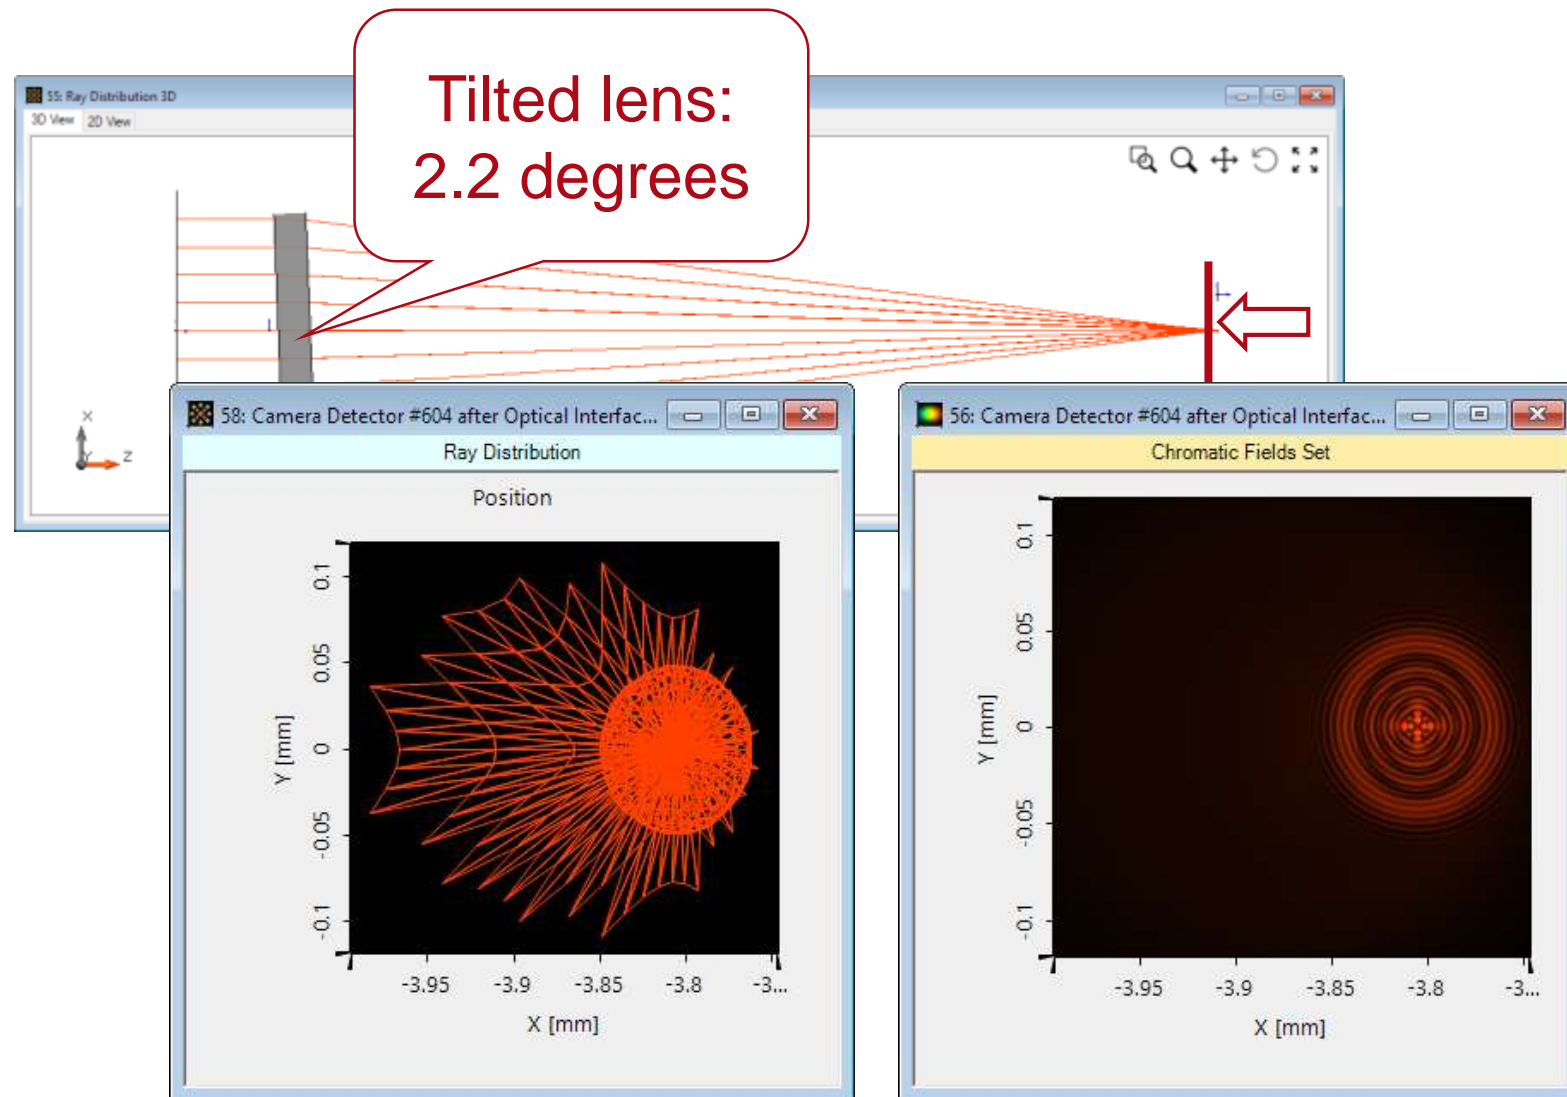 Tilted lens:
2.2 degrees
55: Ray Distribution 3D
3D View 2D View
X
Y
Z
58: Camera Detector #604 after Optical Interfac...
Ray Distribution
Position
0.1
0.05
0
-0.05
-0.1
Y [mm]
-3.95 -3.9 -3.85 -3.8 -3...
X [mm]
56: Camera Detector #604 after Optical Interfac...
Chromatic Fields Set
0.1
0.05
0
-0.05
-0.1
Y [mm]
-3.95 -3.9 -3.85 -3.8 -3...
X [mm]